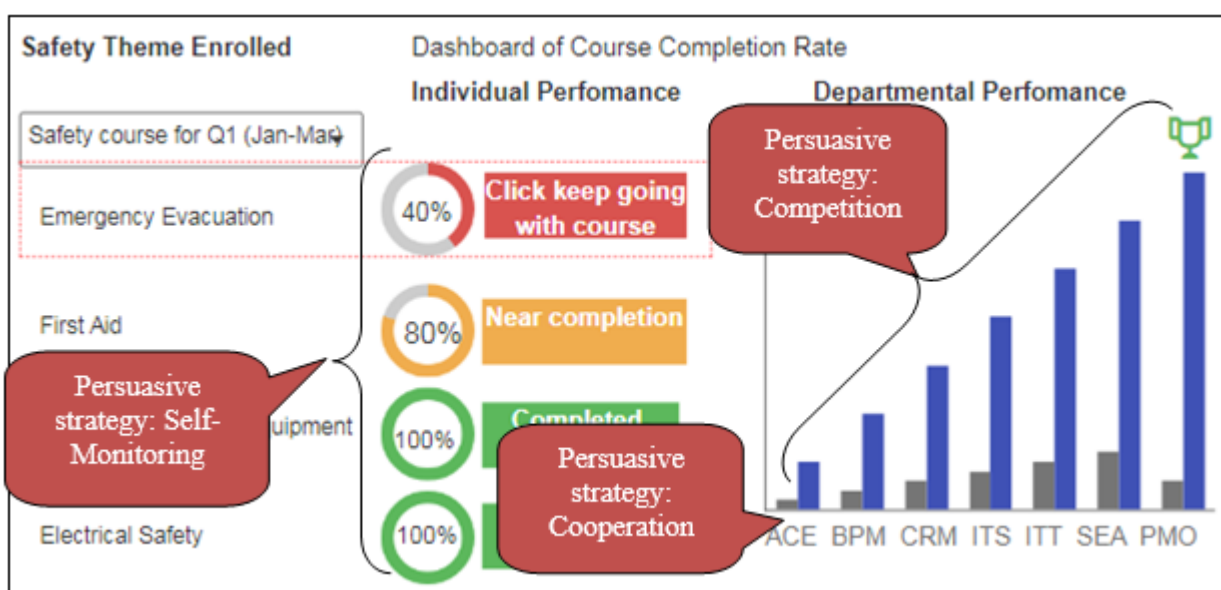 Safety Theme Enrolled
Dashboard of Course Completion Rate
Individual Perfomance
Departmental Perfomance
Safety course for Q1 (Jan-Mar)
Persuasive
strategy:
Competition
Emergency Evacuation
40%
Click keep going
with course
First Aid
80%
Near completion
Persuasive
strategy: Self-
Monitoring
uipment
100%
Completed
Persuasive
strategy:
Cooperation
Electrical Safety
100%
ACE BPM CRM ITS ITT SEA PMO